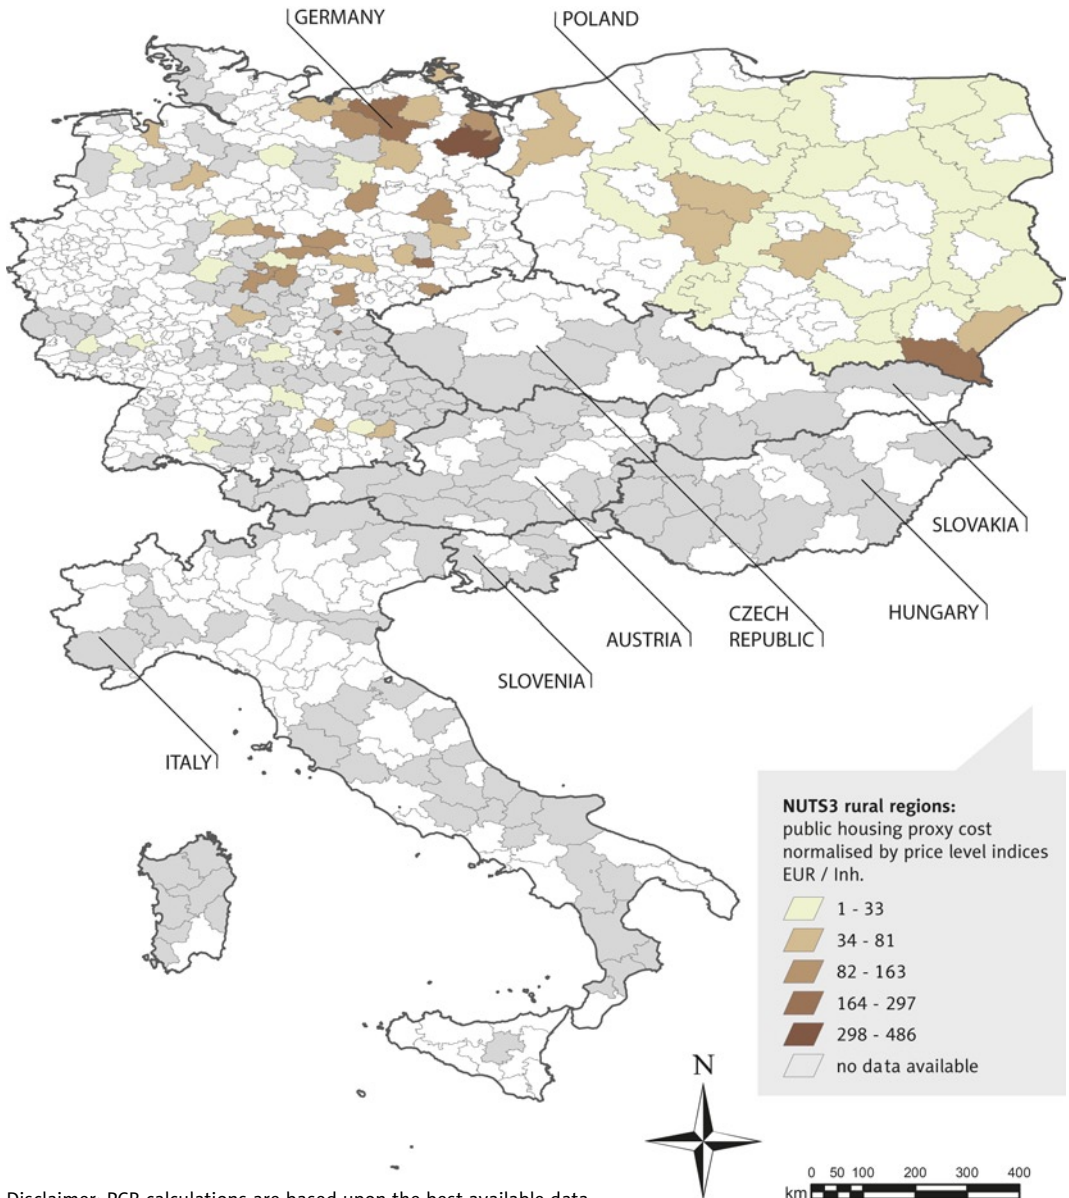 GERMANY
POLAND
SLOVAKIA
HUNGARY
CZECH
REPUBLIC
AUSTRIA
SLOVENIA
ITALY
NUTS3 rural regions:
public housing proxy cost
normalised by price level indices
EUR / Inh.
1 - 33
34 - 81
82 - 163
164 - 297
298 - 486
no data available
N
0 50 100 200 300 400
km
Disclaimer: PCR calculations are based upon the best available data